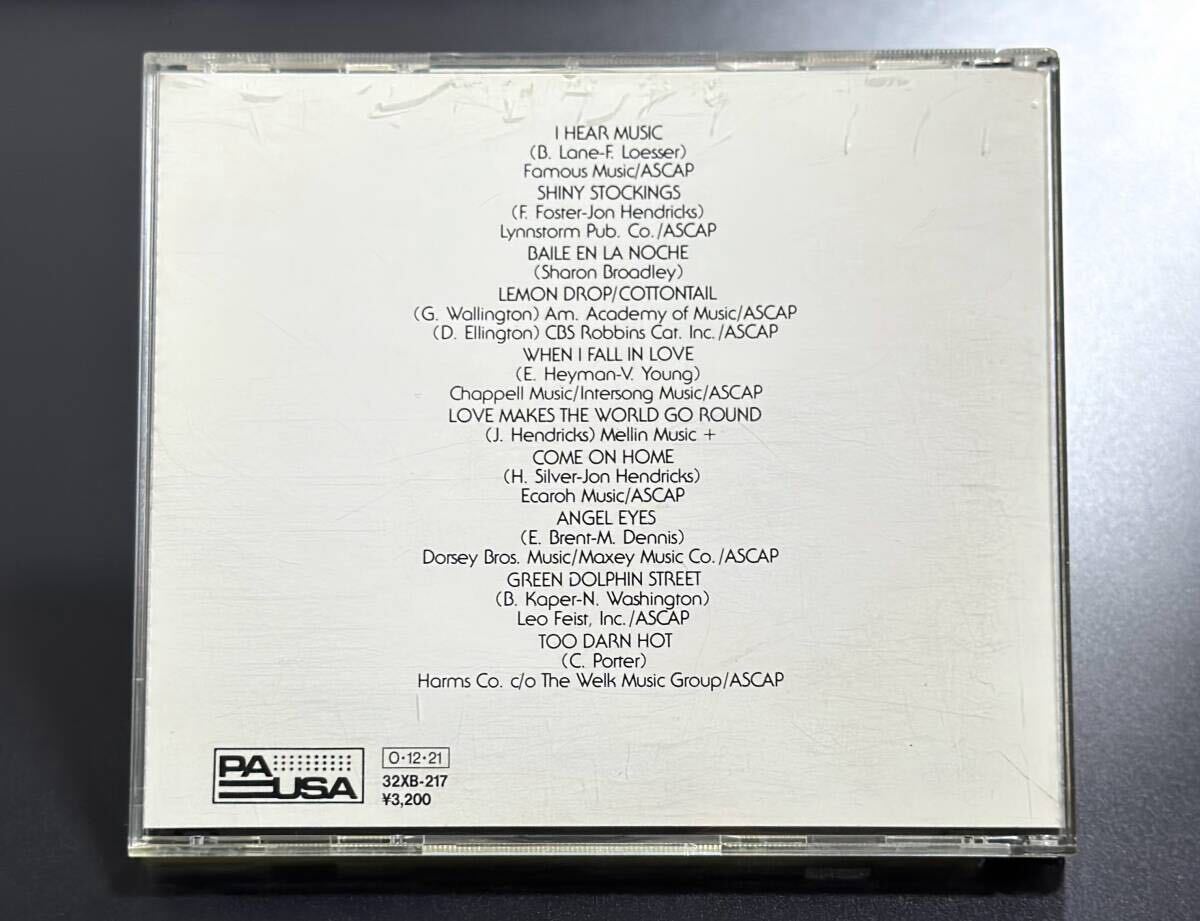 I HEAR MUSIC
(B. Lane-F. Loesser)
Famous Music/ASCAP
SHINY STOCKINGS
(F. Foster-Jon Hendricks)
Lynnstorm Pub. Co./ASCAP
BAILE EN LA NOCHE
(Sharon Broadley)
LEMON DROP/COTTONTAIL
(G. Wallington) Am. Academy of Music/ASCAP
(D. Ellington) CBS Robbins Cat. Inc./ASCAP
WHEN I FALL IN LOVE
(E. Heyman-V. Young)
Chappell Music/Intersong Music/ASCAP
LOVE MAKES THE WORLD GO ROUND
(J. Hendricks) Mellin Music +
COME ON HOME
(H. Silver-Jon Hendricks)
Ecaroh Music/ASCAP
ANGEL EYES
(E. Brent-M. Dennis)
Dorsey Bros. Music/Maxey Music Co./ASCAP
GREEN DOLPHIN STREET
(B. Kaper-N. Washington)
Leo Feist, Inc./ASCAP
TOO DARN HOT
(C. Porter)
Harms Co. c/o The Welk Music Group/ASCAP
PAUSA
O·12·21
32XB-217
¥3,200